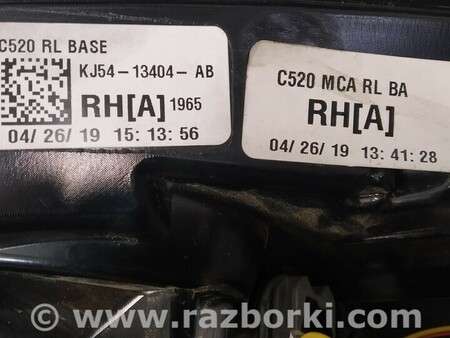 C520 RL BASE
KJ54-13404-AB
RH[A] 1965
04/26/19 15:13:56
C520 MCA RL BA
RH[A]
04/26/19 13:41:28
© www.razborki.com